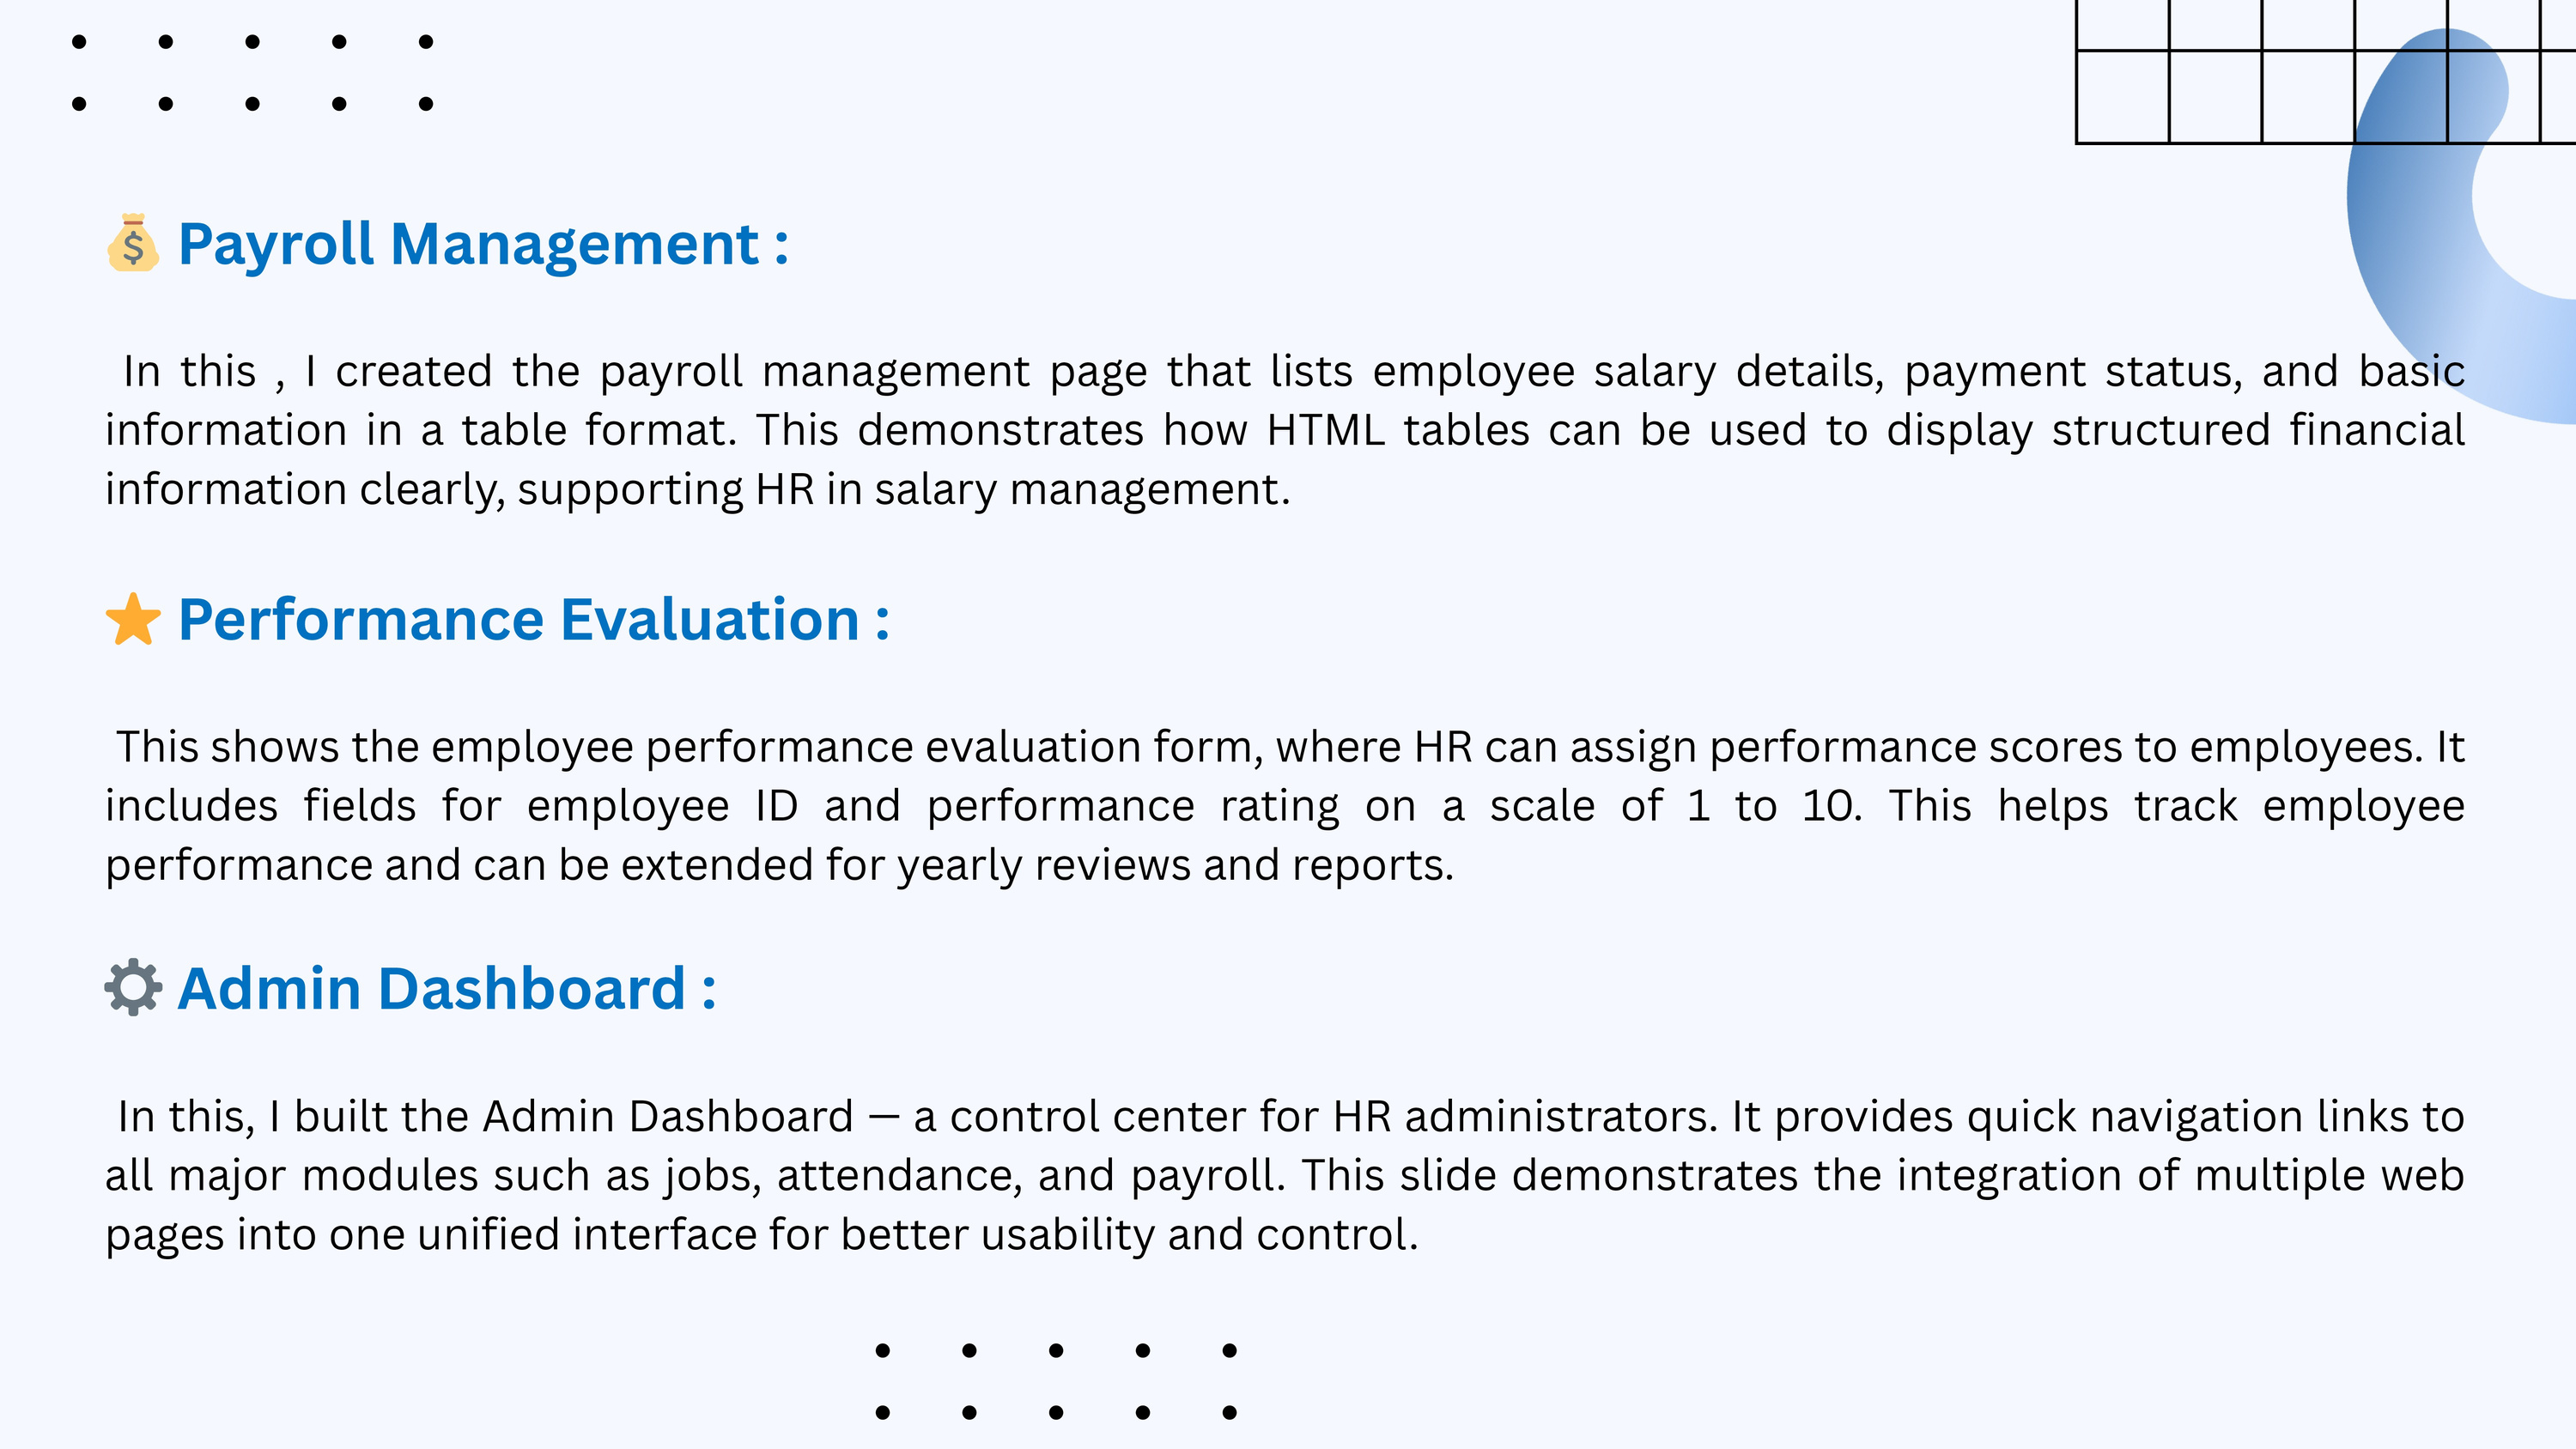 💰 Payroll Management :
In this , I created the payroll management page that lists employee salary details, payment status, and basic
information in a table format. This demonstrates how HTML tables can be used to display structured financial
information clearly, supporting HR in salary management.
⭐ Performance Evaluation :
This shows the employee performance evaluation form, where HR can assign performance scores to employees. It
includes fields for employee ID and performance rating on a scale of 1 to 10. This helps track employee
performance and can be extended for yearly reviews and reports.
⚙ Admin Dashboard :
In this, I built the Admin Dashboard — a control center for HR administrators. It provides quick navigation links to
all major modules such as jobs, attendance, and payroll. This slide demonstrates the integration of multiple web
pages into one unified interface for better usability and control.